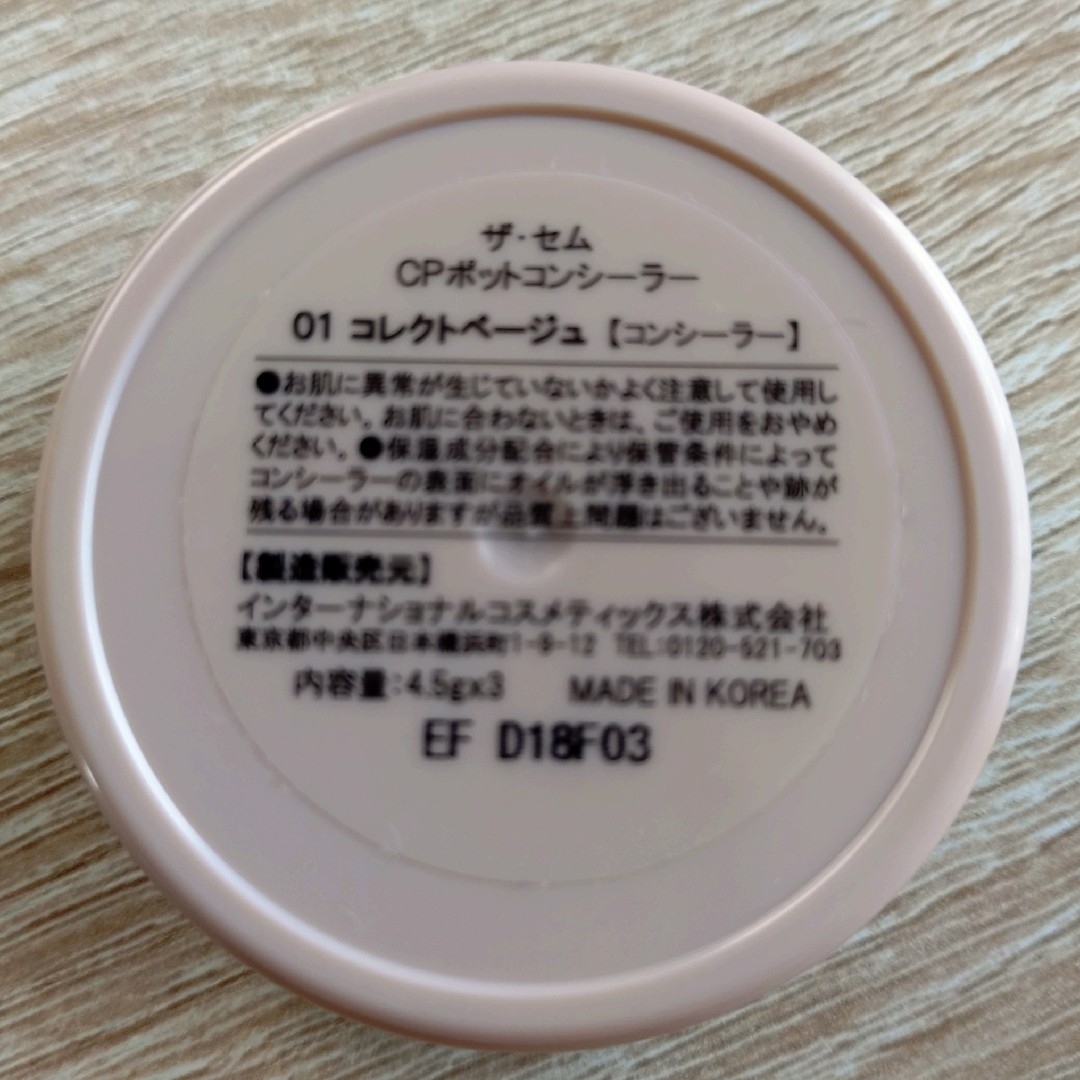 ザ・セム
CPポットコンシーラー
01 コレクトベージュ【コンシーラー】
●お肌に異常が生じていないかよく注意して使用し
てください。お肌に合わないときは、ご使用をおやめ
ください。●保湿成分配合により保管条件によって
コンシーラーの表面にオイルが浮き出ることや跡が
残る場合がありますが品質上問題はございません。
【製造販売元】
インターナショナルコスメティックス株式会社
東京都中央区日本橋浜町1-9-12 TEL:0120-521-703
内容量:4.5gx3 MADE IN KOREA
EF D18F03